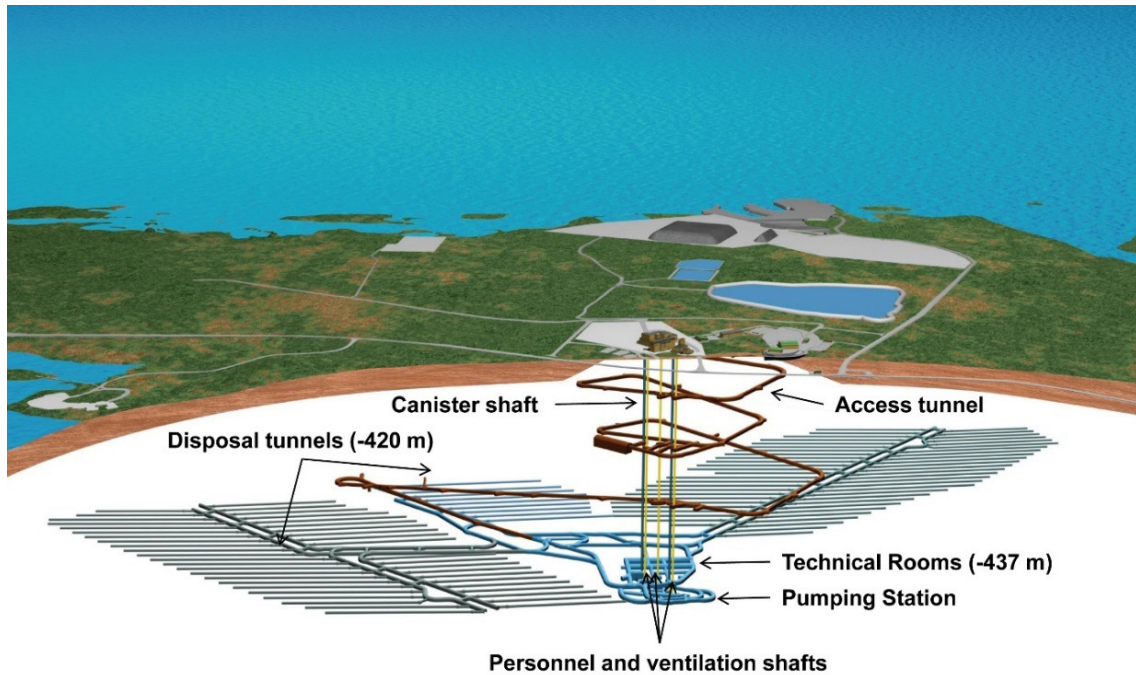 Canister shaft
Access tunnel
Disposal tunnels (-420 m)
Technical Rooms (-437 m)
Pumping Station
Personnel and ventilation shafts